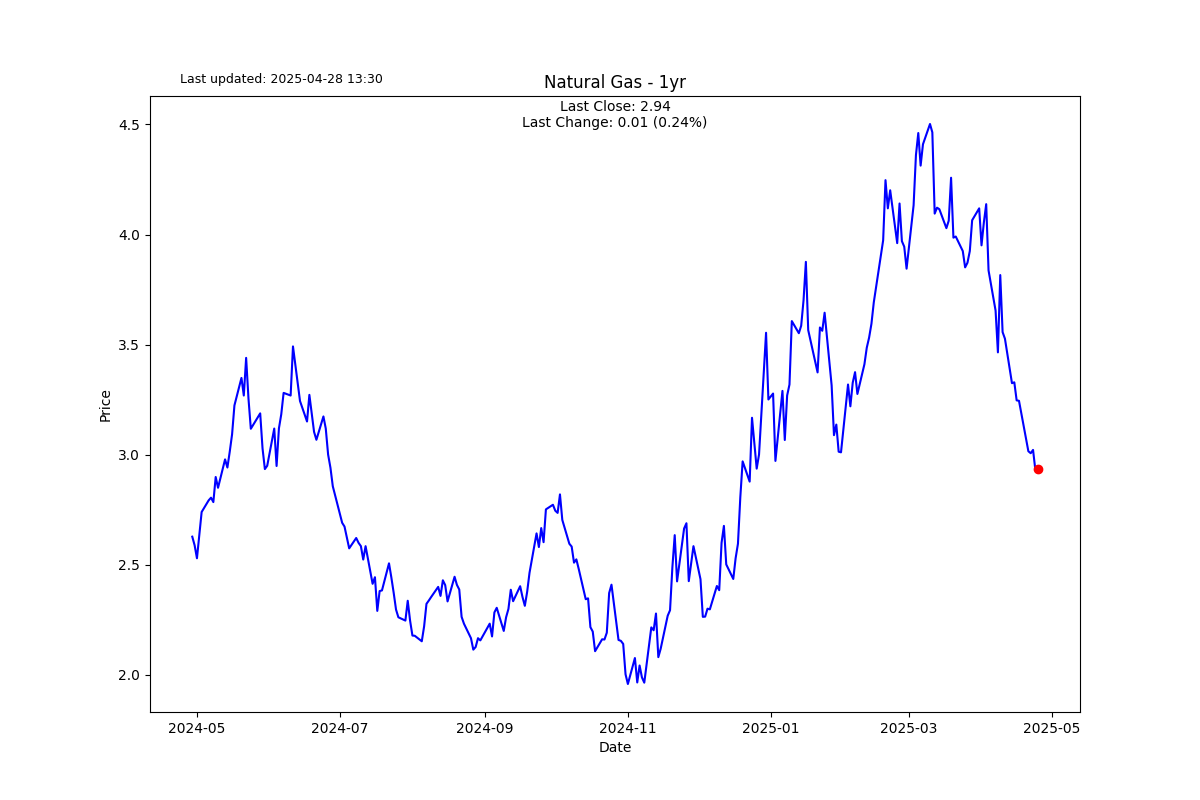 Last updated: 2025-04-28 13:30
Natural Gas - 1yr
Last Close: 2.94
Last Change: 0.01 (0.24%)
4.5
4.0
3.5
3.0
2.5
2.0
Price
2024-05
2024-07
2024-09
2024-11
2025-01
2025-03
2025-05
Date